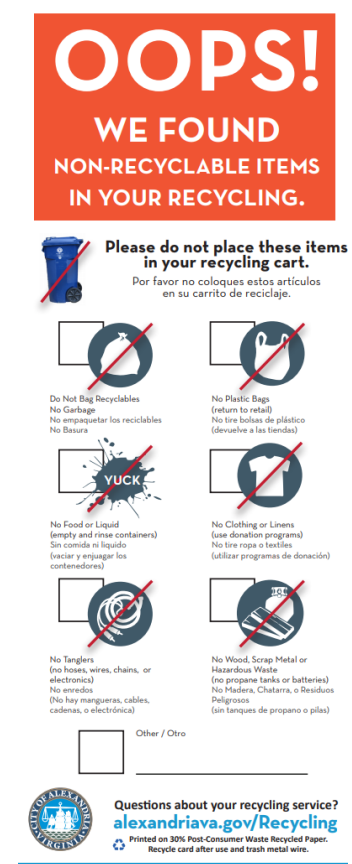 OOPS!
WE FOUND
NON-RECYCLABLE ITEMS
IN YOUR RECYCLING.
Please do not place these items
in your recycling cart.
Por favor no coloques estos artículos
en su carrito de reciclaje.
Do Not Bag Recyclables
No Garbage
No empaquetar los reciclables
No Basura
No Plastic Bags
(return to retail)
No tire bolsas de plástico
(devuelve a las tiendas)
YUCK
No Food or Liquid
(empty and rinse containers)
Sin comida ni liquido
(vaciar y enjuagar los
contenedores)
No Clothing or Linens
(use donation programs)
No tire ropa o textiles
(utilizar programas de donación)
No Tanglers
(no hoses, wires, chains, or
electronics)
No enredos
(No hay mangueras, cables,
cadenas, o electrónica)
No Wood, Scrap Metal or
Hazardous Waste
(no propane tanks or batteries)
No Madera, Chatarra, o Residuos
Peligrosos
(sin tanques de propano o pilas)
Other / Otro
CITY OF ALEXANDRIA
VIRGINIA
Questions about your recycling service?
alexandriava.gov/Recycling
Printed on 30% Post-Consumer Waste Recycled Paper.
Recycle card after use and trash metal wire.